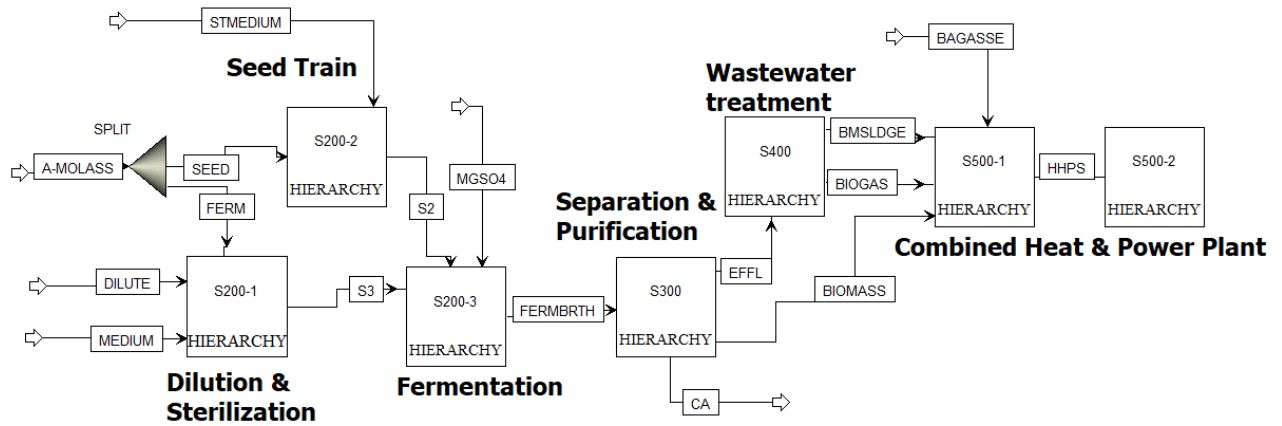 STMEDIUM
Seed Train
SPLIT
A-MOLASS
SEED
FERM
S200-2
HIERARCHY
S2
MGSO4
DILUTE
MEDIUM
S200-1
HIERARCHY
Dilution &
Sterilization
S3
S200-3
HIERARCHY
Fermentation
FERMBRTH
Separation &
Purification
S300
HIERARCHY
CA
EFFL
BIOMASS
Wastewater
treatment
S400
HIERARCHY
BMSLDGE
BIOGAS
BAGASSE
S500-1
HIERARCHY
HHPS
S500-2
HIERARCHY
Combined Heat & Power Plant